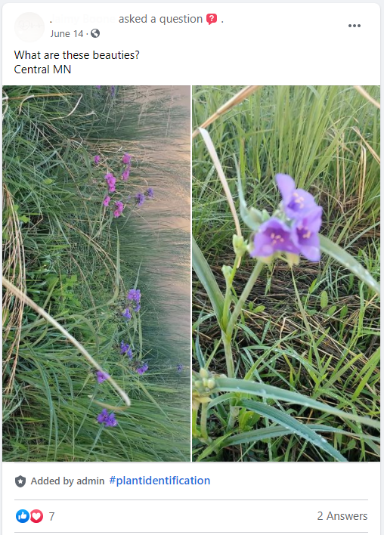 asked a question .
June 14 ·
What are these beauties?
Central MN
Added by admin #plantidentification
7
2 Answers